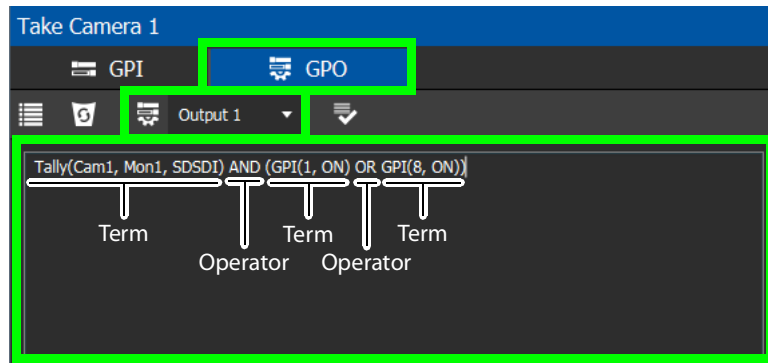 Take Camera 1
GPI
GPO
Output 1
Tally(Cam1, Mon1, SDSDI) AND (GPI(1, ON) OR GPI(8, ON))
Term
Term
Term
Operator
Operator